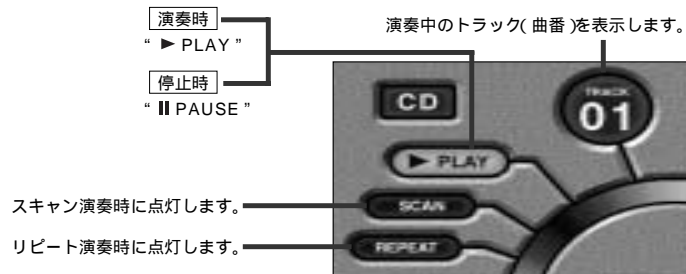 演奏時
“ ► PLAY ”
停止時
“ II PAUSE ”
演奏中のトラック( 曲番 )を表示します。
TRACK
01
CD
► PLAY
スキャン演奏時に点灯します。
SCAN
リピート演奏時に点灯します。
REPEAT